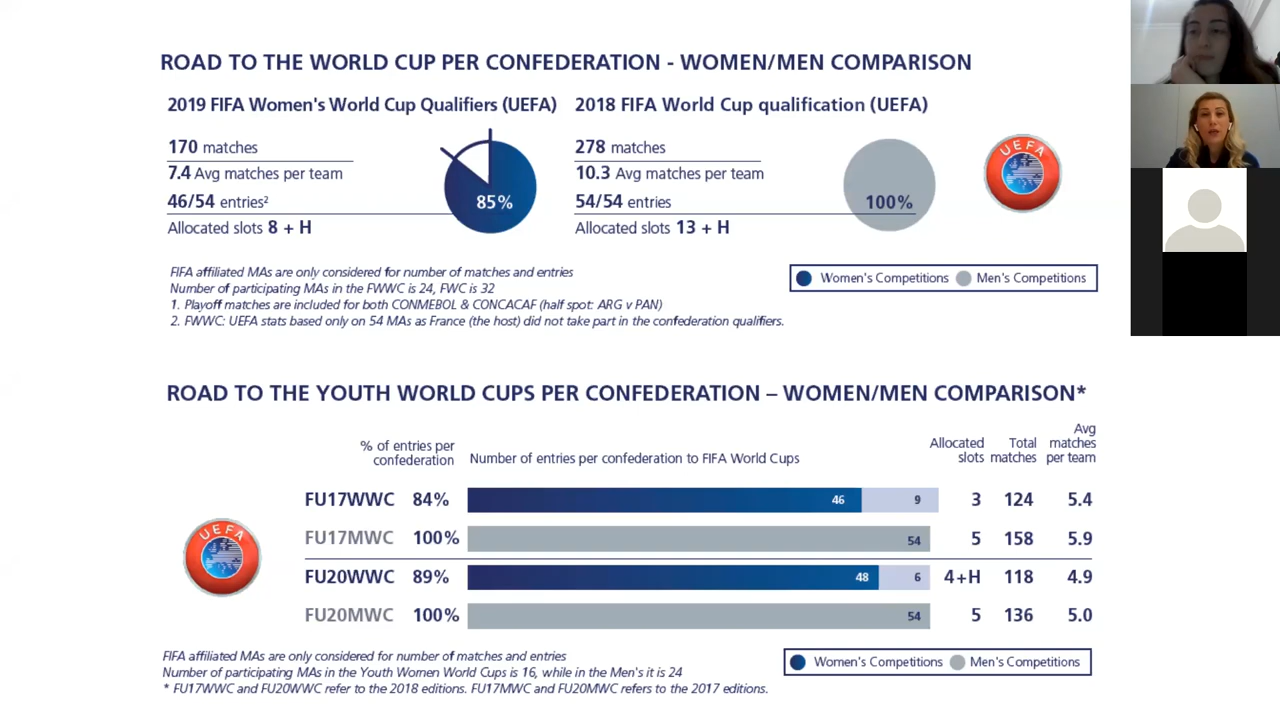 ROAD TO THE WORLD CUP PER CONFEDERATION - WOMEN/MEN COMPARISON
2019 FIFA Women's World Cup Qualifiers (UEFA)
170 matches
7.4 Avg matches per team
46/54 entries²
Allocated slots 8 + H
85%
2018 FIFA World Cup qualification (UEFA)
278 matches
10.3 Avg matches per team
54/54 entries
Allocated slots 13 + H
100%
UEFA
FIFA affiliated MAs are only considered for number of matches and entries
Number of participating MAs in the FWWC is 24, FWC is 32
1. Playoff matches are included for both CONMEBOL & CONCACAF (half spot: ARG v PAN)
2. FWWC: UEFA stats based only on 54 MAs as France (the host) did not take part in the confederation qualifiers.
Women's Competitions Men's Competitions
ROAD TO THE YOUTH WORLD CUPS PER CONFEDERATION – WOMEN/MEN COMPARISON*
% of entries per
confederation
Number of entries per confederation to FIFA World Cups
Allocated
slots
Total
matches
Avg
matches
per team
FU17WWC 84% 46 9 3 124 5.4
FU17MWC 100% 54 5 158 5.9
FU20WWC 89% 48 6 4+H 118 4.9
FU20MWC 100% 54 5 136 5.0
UEFA
FIFA affiliated MAs are only considered for number of matches and entries
Number of participating MAs in the Youth Women World Cups is 16, while in the Men's it is 24
* FU17WWC and FU20WWC refer to the 2018 editions. FU17MWC and FU20MWC refers to the 2017 editions.
Women's Competitions Men's Competitions